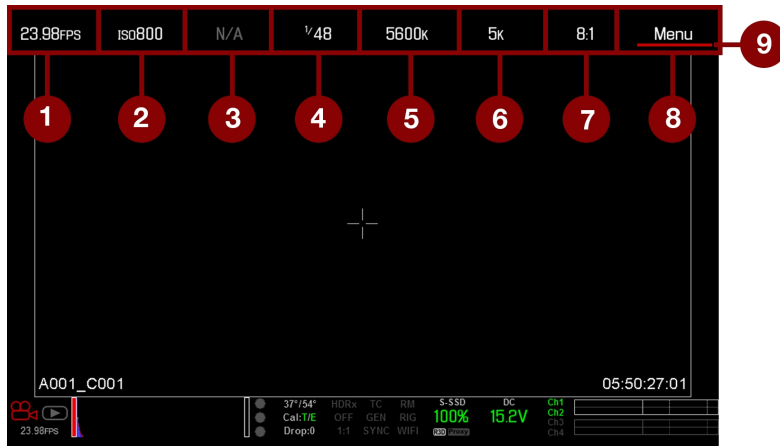 23.98FPS ISO800 N/A 1/48 5600K 5K 8:1 Menu 9
1 2 3 4 5 6 7 8
A001_C001 05:50:27:01
37°/54° HDRx TC RM S-SSD DC Ch1
Cal:T/E OFF GEN RIG 100% 15.2V Ch2
Drop:0 1:1 SYNC WIFI R3D Proxy Ch3
23.98FPS Ch4